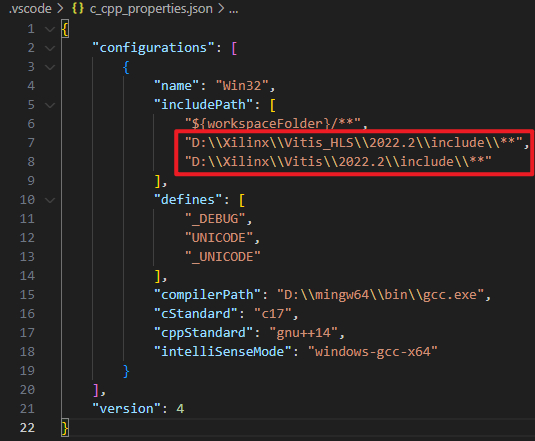 .vscode > {} c_cpp_properties.json > ...
1 {
2 "configurations": [
3 {
4 "name": "Win32",
5 "includePath": [
6 "${workspaceFolder}/**",
7 "D:\\Xilinx\\Vitis_HLS\\2022.2\\include\\**",
8 "D:\\Xilinx\\Vitis\\2022.2\\include\\**"
9 ],
10 "defines": [
11 "_DEBUG",
12 "UNICODE",
13 "_UNICODE"
14 ],
15 "compilerPath": "D:\\mingw64\\bin\\gcc.exe",
16 "cStandard": "c17",
17 "cppStandard": "gnu++14",
18 "intelliSenseMode": "windows-gcc-x64"
19 }
20 ],
21 "version": 4
22 }